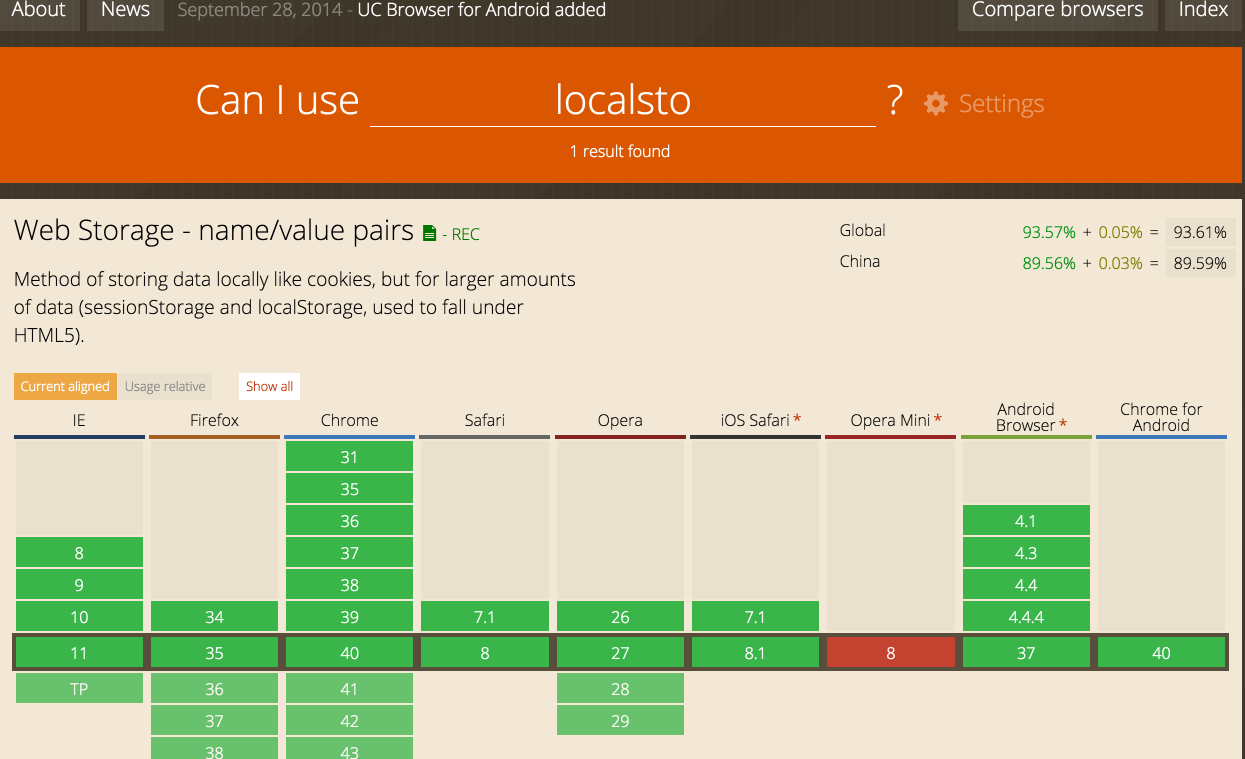 About News September 28, 2014 - UC Browser for Android added Compare browsers Index
Can I use localsto ? Settings
1 result found
Web Storage - name/value pairs - REC
Method of storing data locally like cookies, but for larger amounts
of data (sessionStorage and localStorage, used to fall under
HTML5).
Global 93.57% + 0.05% = 93.61%
China 89.56% + 0.03% = 89.59%
Current aligned Usage relative Show all
IE Firefox Chrome Safari Opera iOS Safari * Opera Mini * Android Browser * Chrome for Android
31
35
36 4.1
8 37 4.3
9 38 4.4
10 34 39 7.1 26 7.1 4.4.4
11 35 40 8 27 8.1 8 37 40
TP 36 41 28
37 42 29
38 43